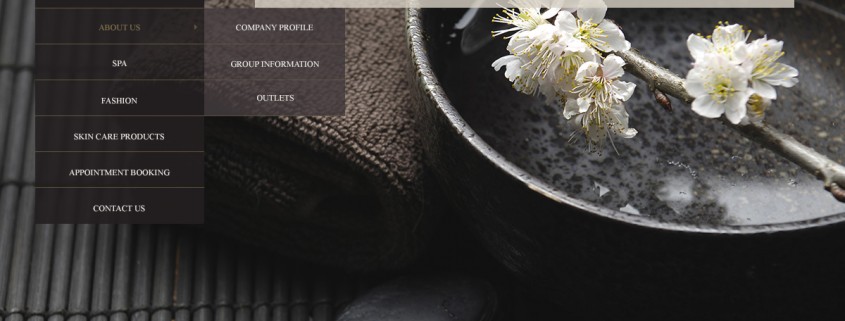 ABOUT US
COMPANY PROFILE
SPA
GROUP INFORMATION
FASHION
OUTLETS
SKIN CARE PRODUCTS
APPOINTMENT BOOKING
CONTACT US